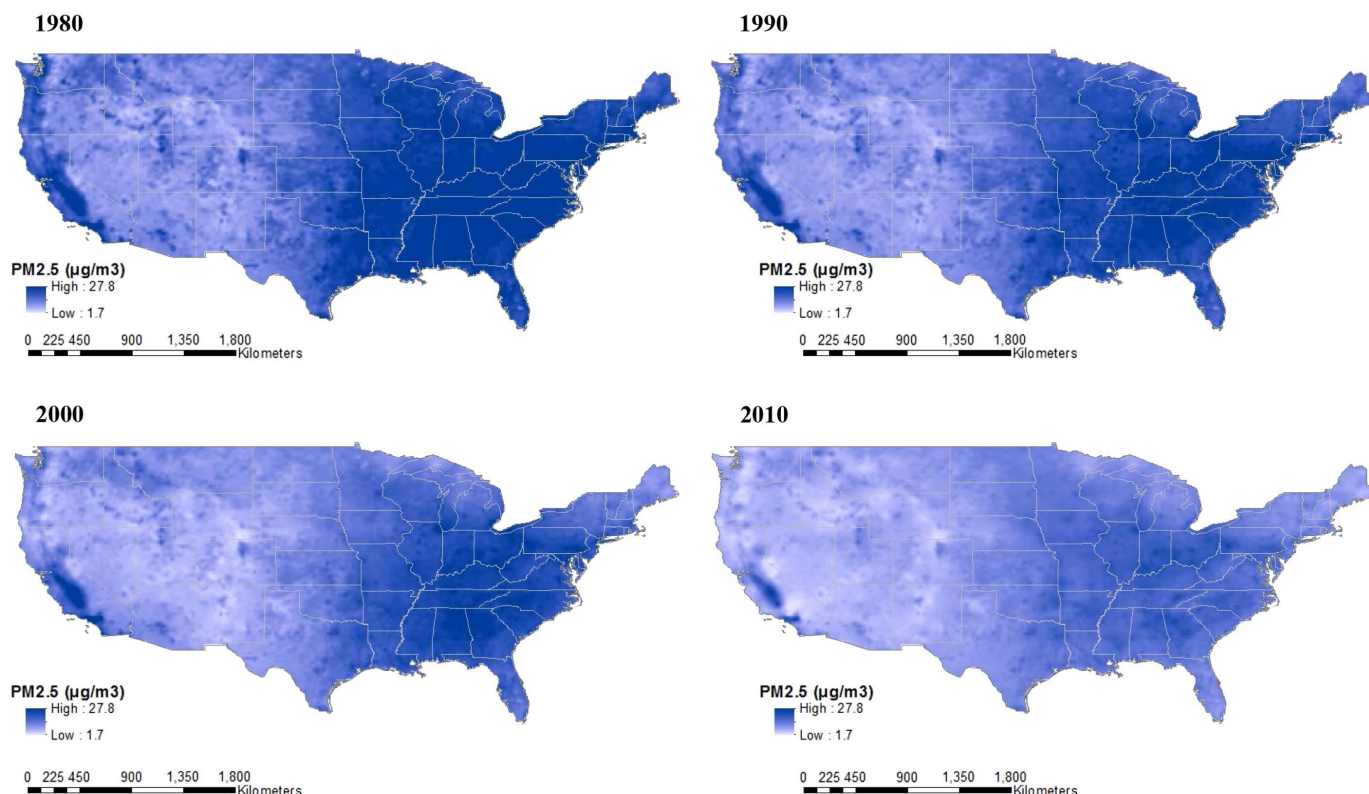 1980
PM2.5 (µg/m3)
High : 27.8
Low : 1.7
0 225 450 900 1,350 1,800
Kilometers
1990
PM2.5 (µg/m3)
High : 27.8
Low : 1.7
0 225 450 900 1,350 1,800
Kilometers
2000
PM2.5 (µg/m3)
High : 27.8
Low : 1.7
0 225 450 900 1,350 1,800
Kilometers
2010
PM2.5 (µg/m3)
High : 27.8
Low : 1.7
0 225 450 900 1,350 1,800
Kilometers